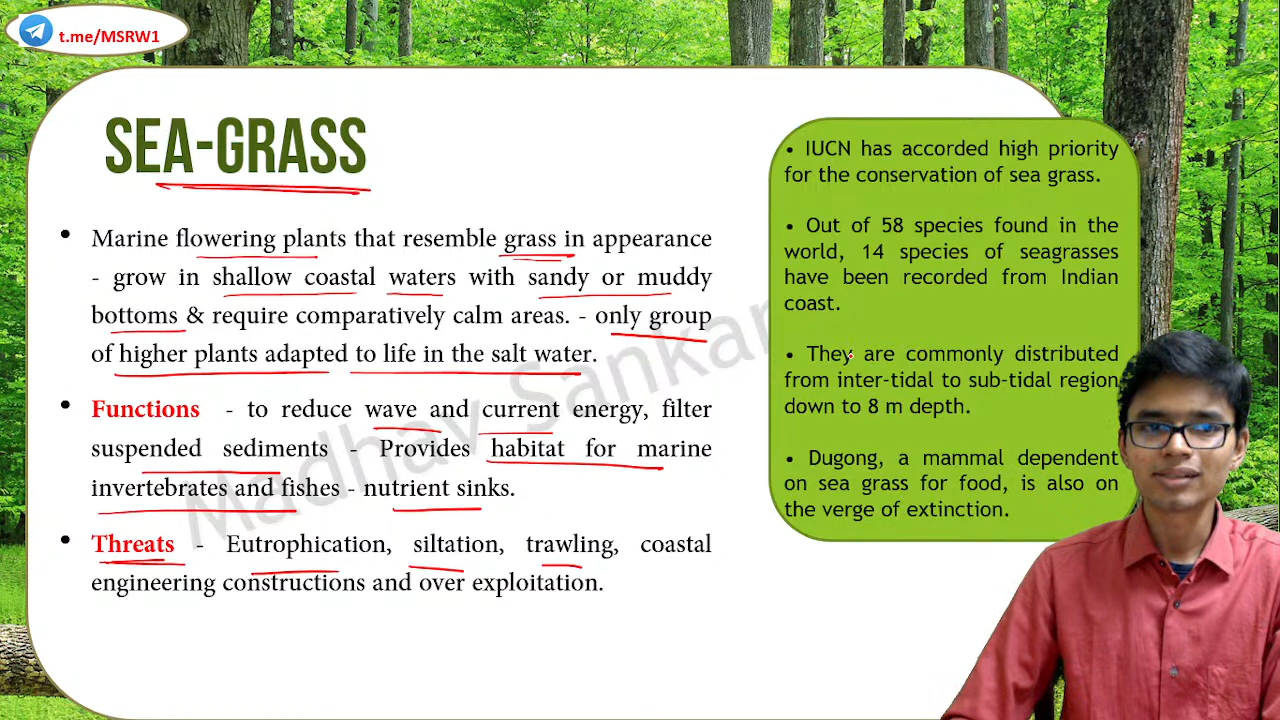 t.me/MSRW1
SEA-GRASS
• Marine flowering plants that resemble grass in appearance
- grow in shallow coastal waters with sandy or muddy
bottoms & require comparatively calm areas. - only group
of higher plants adapted to life in the salt water.
• Functions - to reduce wave and current energy, filter
suspended sediments - Provides habitat for marine
invertebrates and fishes - nutrient sinks.
• Threats - Eutrophication, siltation, trawling, coastal
engineering constructions and over exploitation.
• IUCN has accorded high priority
for the conservation of sea grass.
• Out of 58 species found in the
world, 14 species of seagrasses
have been recorded from Indian
coast.
• They are commonly distributed
from inter-tidal to sub-tidal region
down to 8 m depth.
• Dugong, a mammal dependent
on sea grass for food, is also on
the verge of extinction.
Madhav Sankar